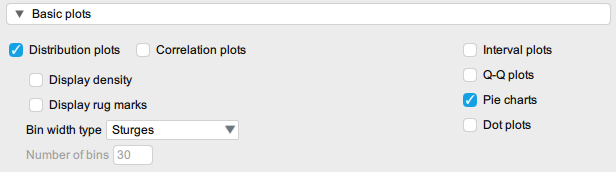 Basic plots
Distribution plots Correlation plots Interval plots
Display density Q-Q plots
Display rug marks Pie charts
Bin width type Sturges Dot plots
Number of bins 30